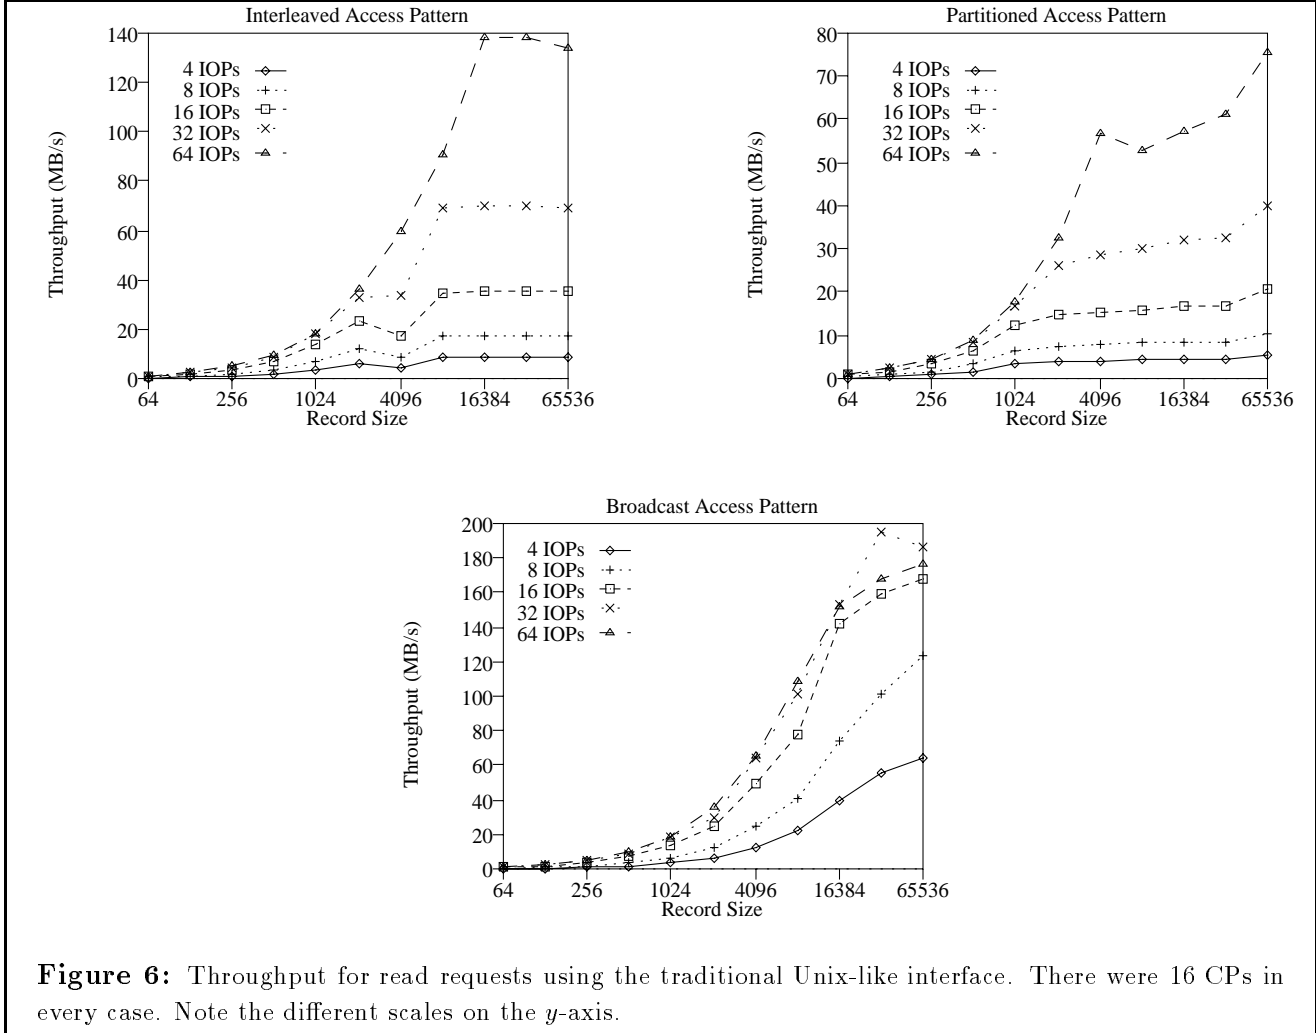 Interleaved Access Pattern
140
120
100
80
60
40
20
0
Throughput (MB/s)
4 IOPs
8 IOPs
16 IOPs
32 IOPs
64 IOPs
64 256 1024 4096 16384 65536
Record Size
Partitioned Access Pattern
80
70
60
50
40
30
20
10
0
Throughput (MB/s)
4 IOPs
8 IOPs
16 IOPs
32 IOPs
64 IOPs
64 256 1024 4096 16384 65536
Record Size
Broadcast Access Pattern
200
180
160
140
120
100
80
60
40
20
0
Throughput (MB/s)
4 IOPs
8 IOPs
16 IOPs
32 IOPs
64 IOPs
64 256 1024 4096 16384 65536
Record Size
Figure 6: Throughput for read requests using the traditional Unix-like interface. There were 16 CPs in
every case. Note the different scales on the y-axis.